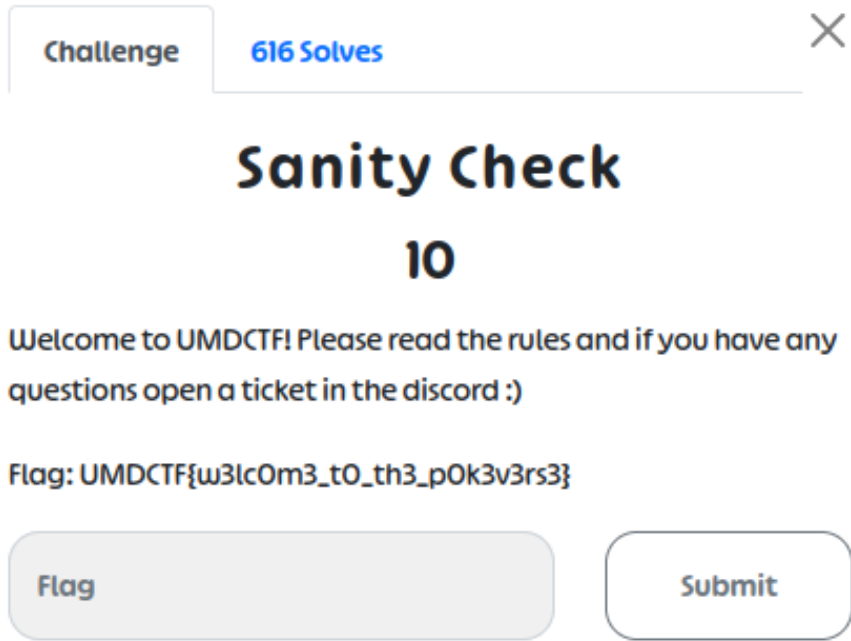 Challenge 616 Solves
Sanity Check
10
Welcome to UMDCTF! Please read the rules and if you have any
questions open a ticket in the discord :)
Flag: UMDCTF{w3lc0m3_t0_th3_p0k3v3rs3}
Flag Submit